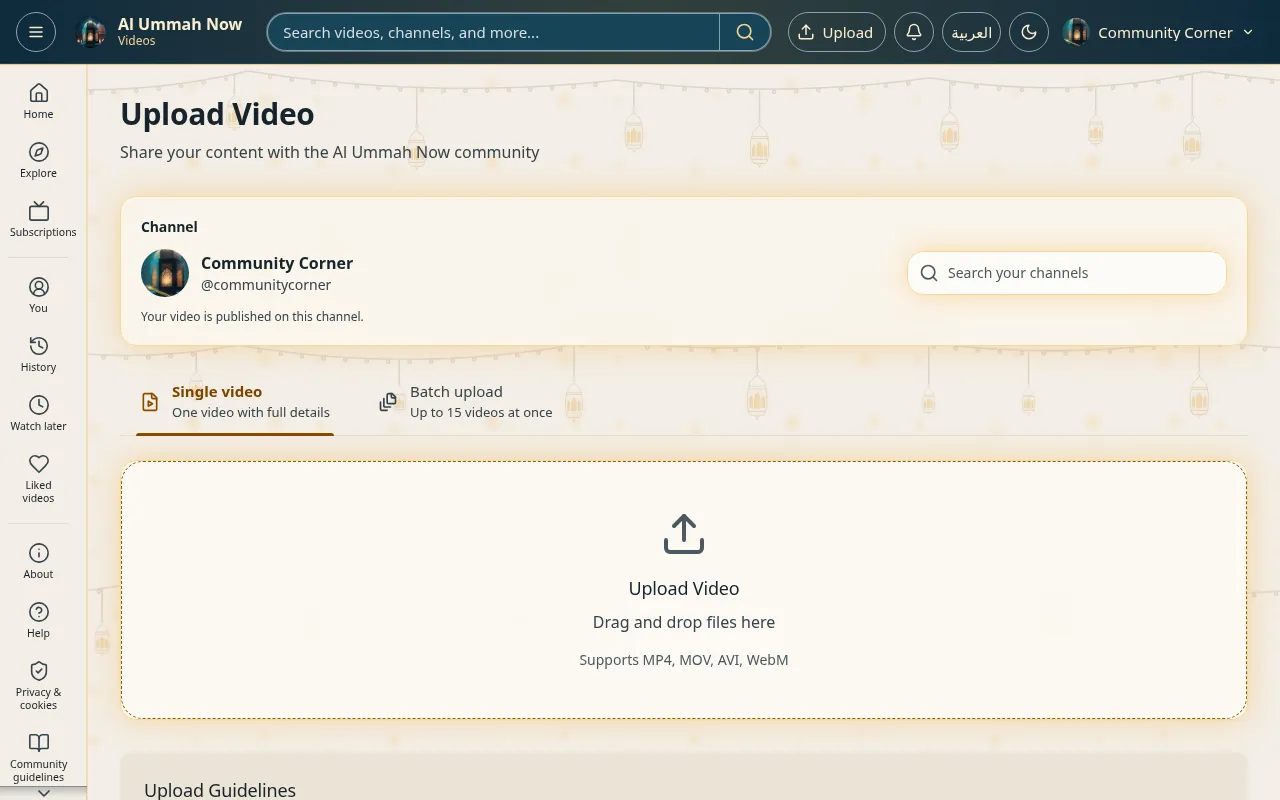 Al Ummah Now
Videos
Search videos, channels, and more...
Upload
العربية
Community Corner
Home
Explore
Subscriptions
You
History
Watch later
Liked
videos
About
Help
Privacy &
cookies
Community
guidelines
Upload Video
Share your content with the Al Ummah Now community
Channel
Community Corner
@communitycorner
Your video is published on this channel.
Search your channels
Single video
One video with full details
Batch upload
Up to 15 videos at once
Upload Video
Drag and drop files here
Supports MP4, MOV, AVI, WebM
Upload Guidelines